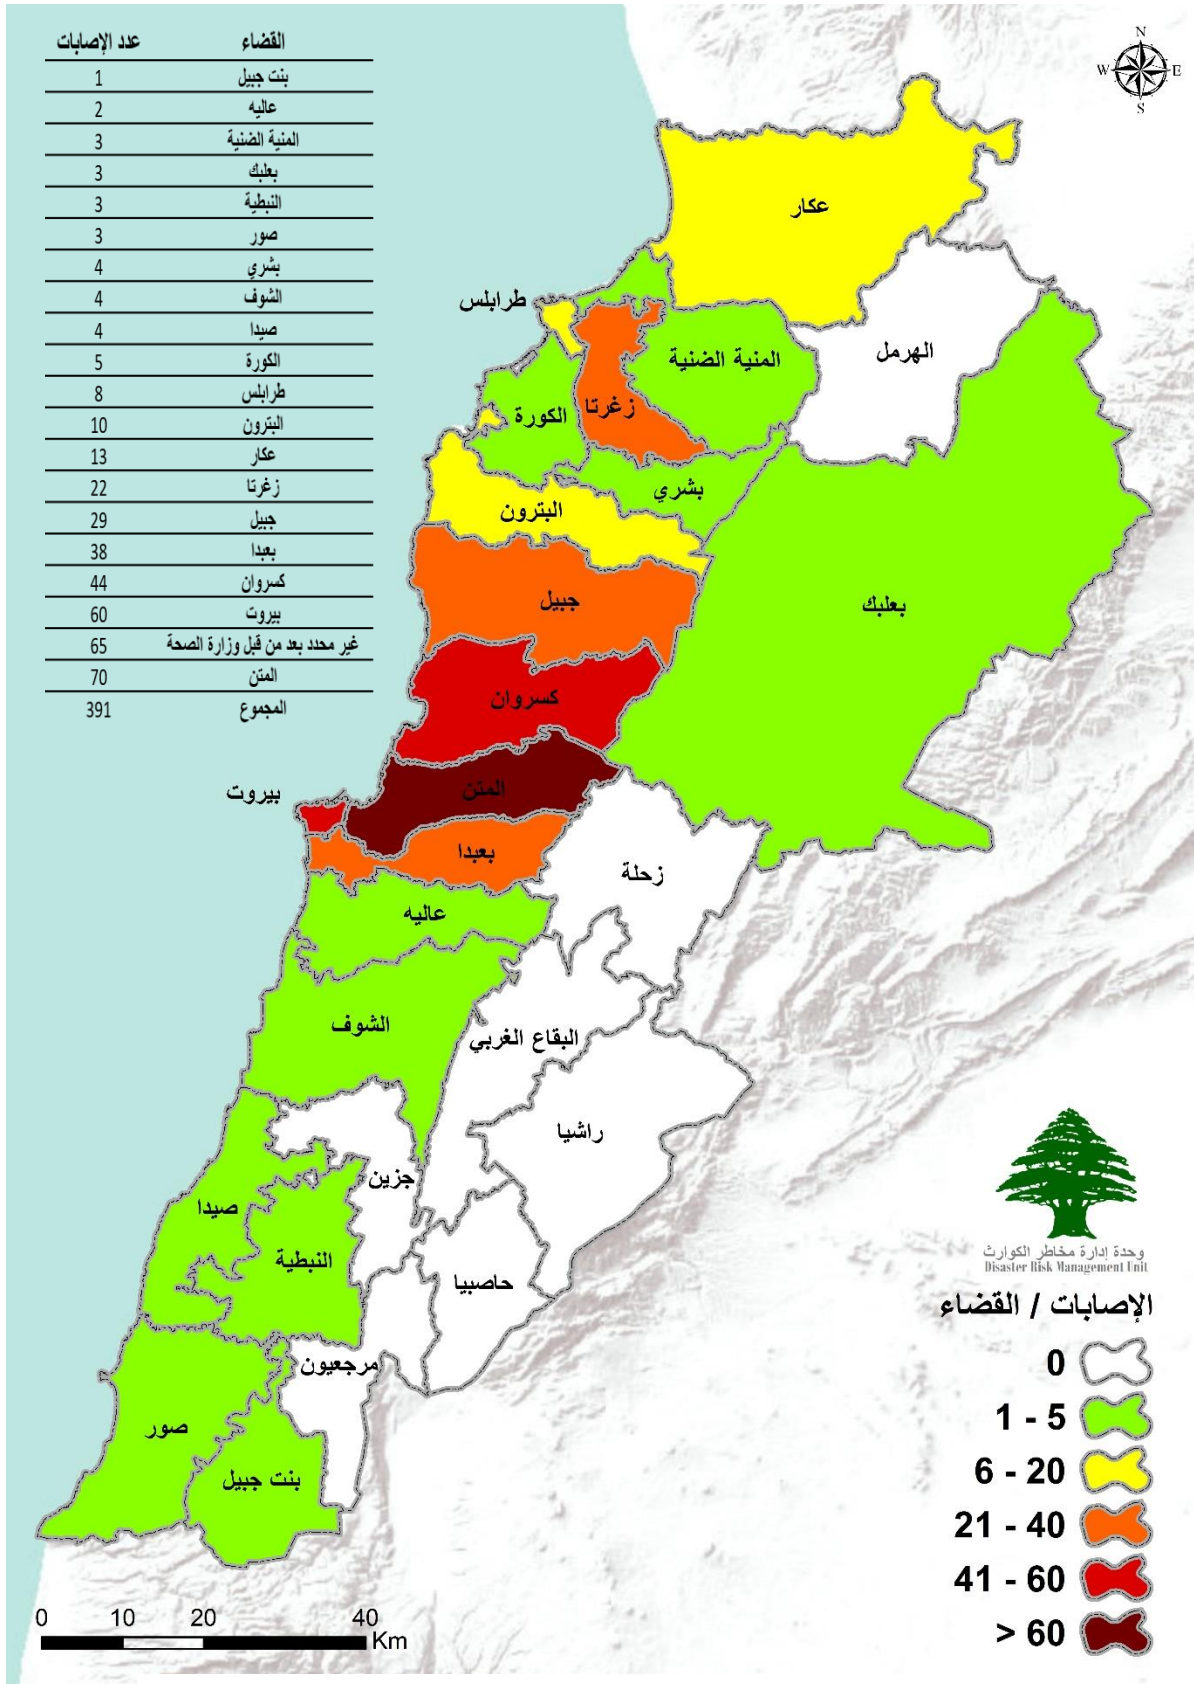 القضاء عدد الإصابات
بنت جبيل 1
عاليه 2
المنية الضنية 3
بعلبك 3
النبطية 3
صور 3
بشري 4
الشوف 4
صيدا 4
الكورة 5
طرابلس 8
البترون 10
عكار 13
زغرتا 22
جبيل 29
بعبدا 38
كسروان 44
بيروت 60
غير محدد بعد من قبل وزارة الصحة 65
المتن 70
المجموع 391
N
W E
S
عكار
طرابلس
الهرمل
المنية الضنية
زغرتا
الكورة
بشري
البترون
جبيل
بعلبك
كسروان
المتن
بيروت
بعبدا
زحلة
عاليه
الشوف
البقاع الغربي
راشيا
جزين
صيدا
النبطية
حاصبيا
مرجعيون
صور
بنت جبيل
وحدة إدارة مخاطر الكوارث
Disaster Risk Management Unit
الإصابات / القضاء
0
1 - 5
6 - 20
21 - 40
41 - 60
> 60
0 10 20 40
Km